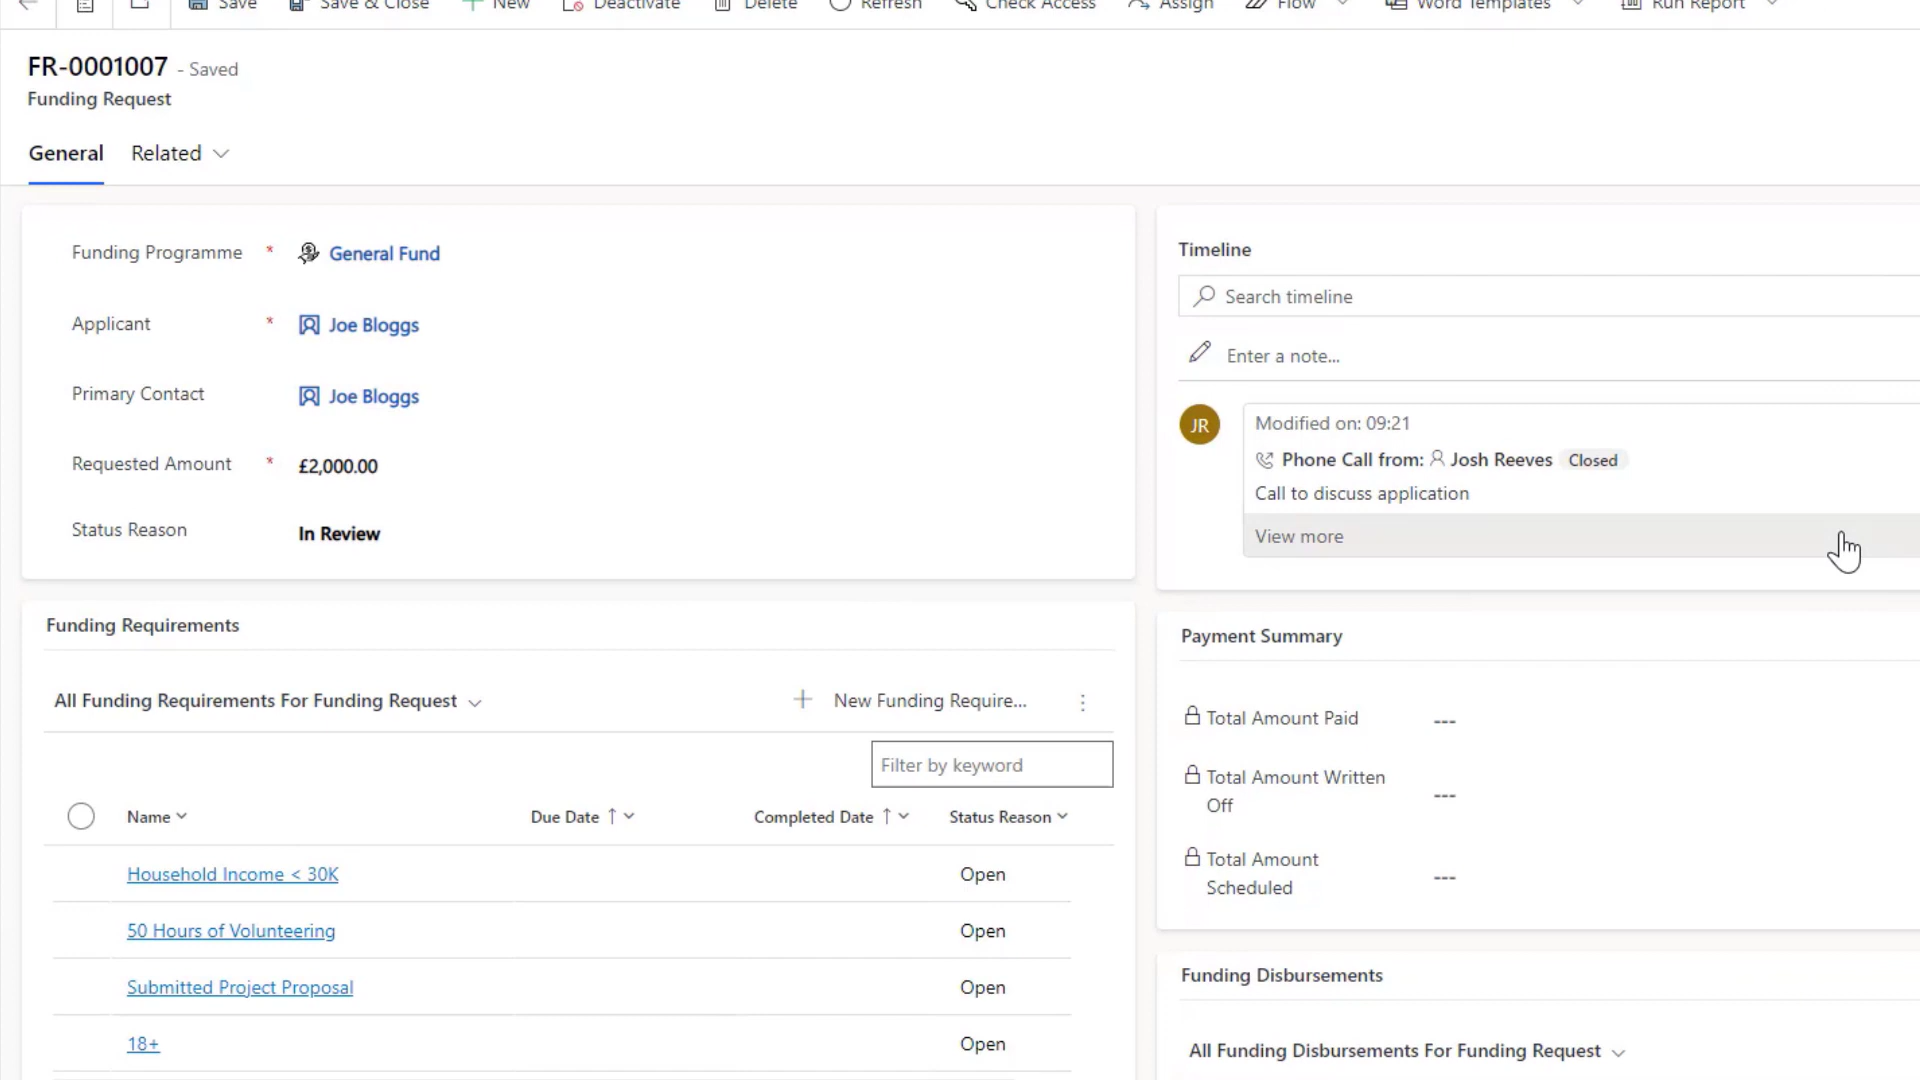 Save
Save & Close
New
Deactivate
Delete
Refresh
Check Access
Assign
Flow
Word Templates
Run Report
FR-0001007 - Saved
Funding Request
General
Related
Funding Programme * General Fund
Applicant * Joe Bloggs
Primary Contact Joe Bloggs
Requested Amount * £2,000.00
Status Reason In Review
Timeline
Search timeline
Enter a note...
JR
Modified on: 09:21
Phone Call from: Josh Reeves Closed
Call to discuss application
View more
Funding Requirements
All Funding Requirements For Funding Request
New Funding Require...
Filter by keyword
Name Due Date ↑ Completed Date ↑ Status Reason
Household Income < 30K Open
50 Hours of Volunteering Open
Submitted Project Proposal Open
18+ Open
Payment Summary
Total Amount Paid ---
Total Amount Written
Off ---
Total Amount
Scheduled ---
Funding Disbursements
All Funding Disbursements For Funding Request